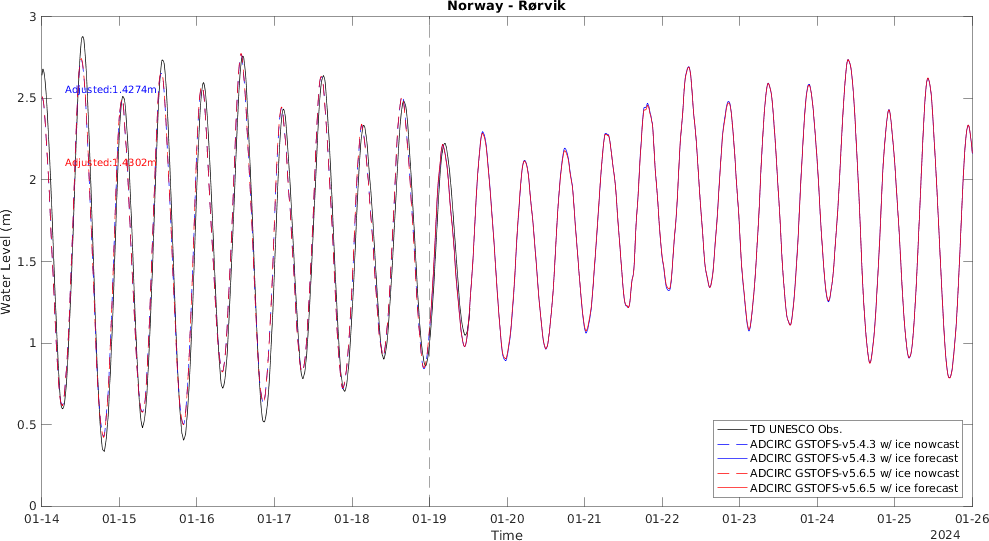 Norway - Rørvik
3
2.5
2
1.5
1
0.5
0
Water Level (m)
Adjusted:1.4274m
Adjusted:1.4302m
TD UNESCO Obs.
ADCIRC GSTOFS-v5.4.3 w/ ice nowcast
ADCIRC GSTOFS-v5.4.3 w/ ice forecast
ADCIRC GSTOFS-v5.6.5 w/ ice nowcast
ADCIRC GSTOFS-v5.6.5 w/ ice forecast
01-14 01-15 01-16 01-17 01-18 01-19 01-20 01-21 01-22 01-23 01-24 01-25 01-26
Time
2024